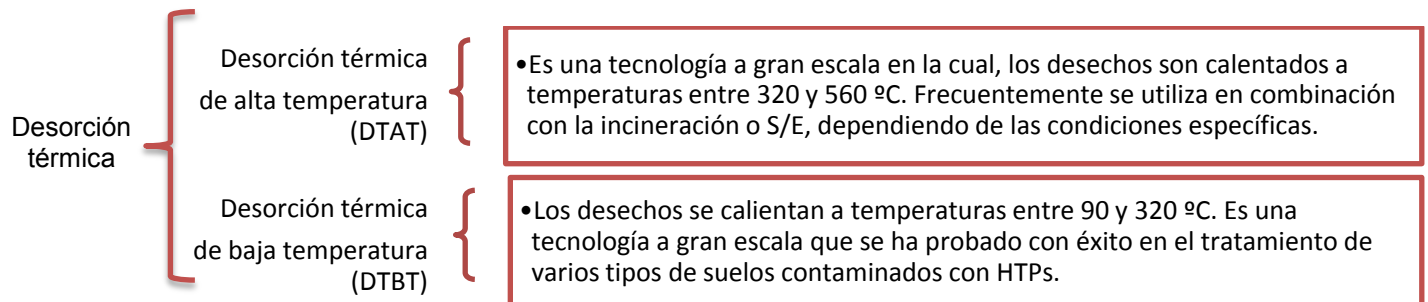 Desorción
térmica
Desorción térmica
de alta temperatura
(DTAT)
•Es una tecnología a gran escala en la cual, los desechos son calentados a
temperaturas entre 320 y 560 ºC. Frecuentemente se utiliza en combinación
con la incineración o S/E, dependiendo de las condiciones específicas.
Desorción térmica
de baja temperatura
(DTBT)
•Los desechos se calientan a temperaturas entre 90 y 320 ºC. Es una
tecnología a gran escala que se ha probado con éxito en el tratamiento de
varios tipos de suelos contaminados con HTPs.